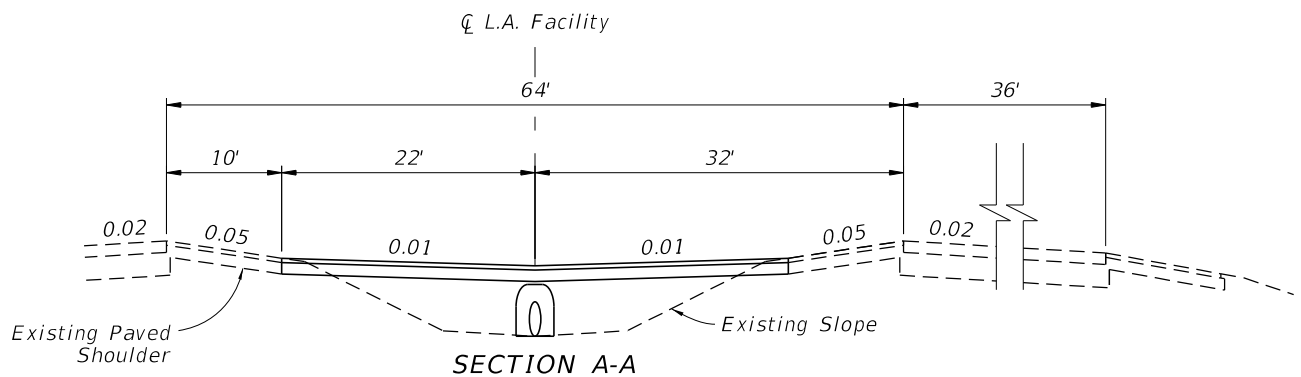 ℄ L.A. Facility
64'
36'
10'
22'
32'
0.02
0.05
0.01
0.01
0.05
0.02
Existing Paved
Shoulder
Existing Slope
SECTION A-A